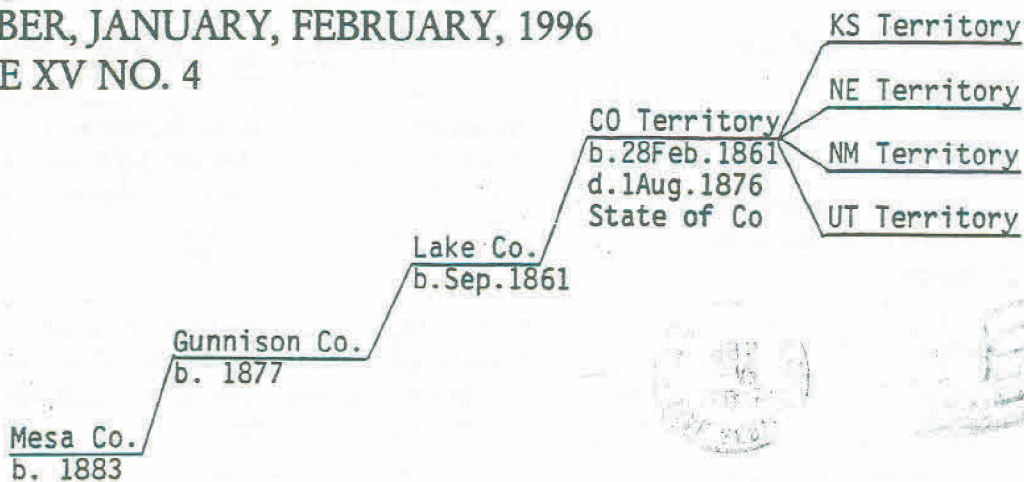 BER, JANUARY, FEBRUARY, 1996
E XV NO. 4
KS Territory
NE Territory
CO Territory
b.28Feb.1861
NM Territory
d.1Aug.1876
State of Co
UT Territory
Lake Co.
b.Sep.1861
Gunnison Co.
b. 1877
Mesa Co.
b. 1883